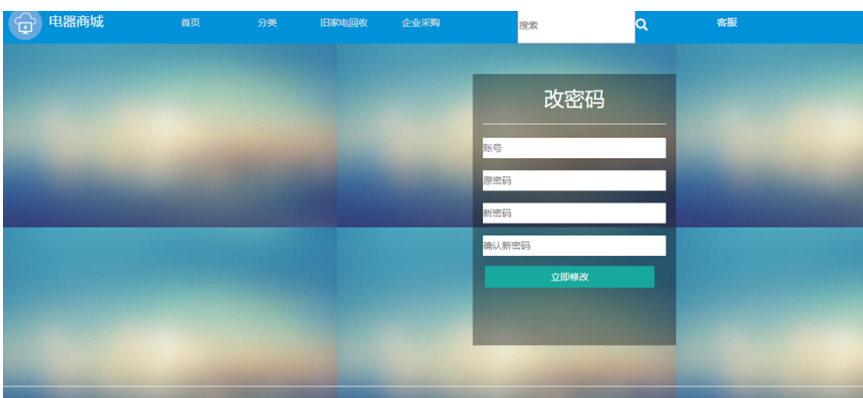 电器商城 首页 分类 旧家电回收 企业采购 搜索 客服
改密码
账号
原密码
新密码
确认新密码
立即修改